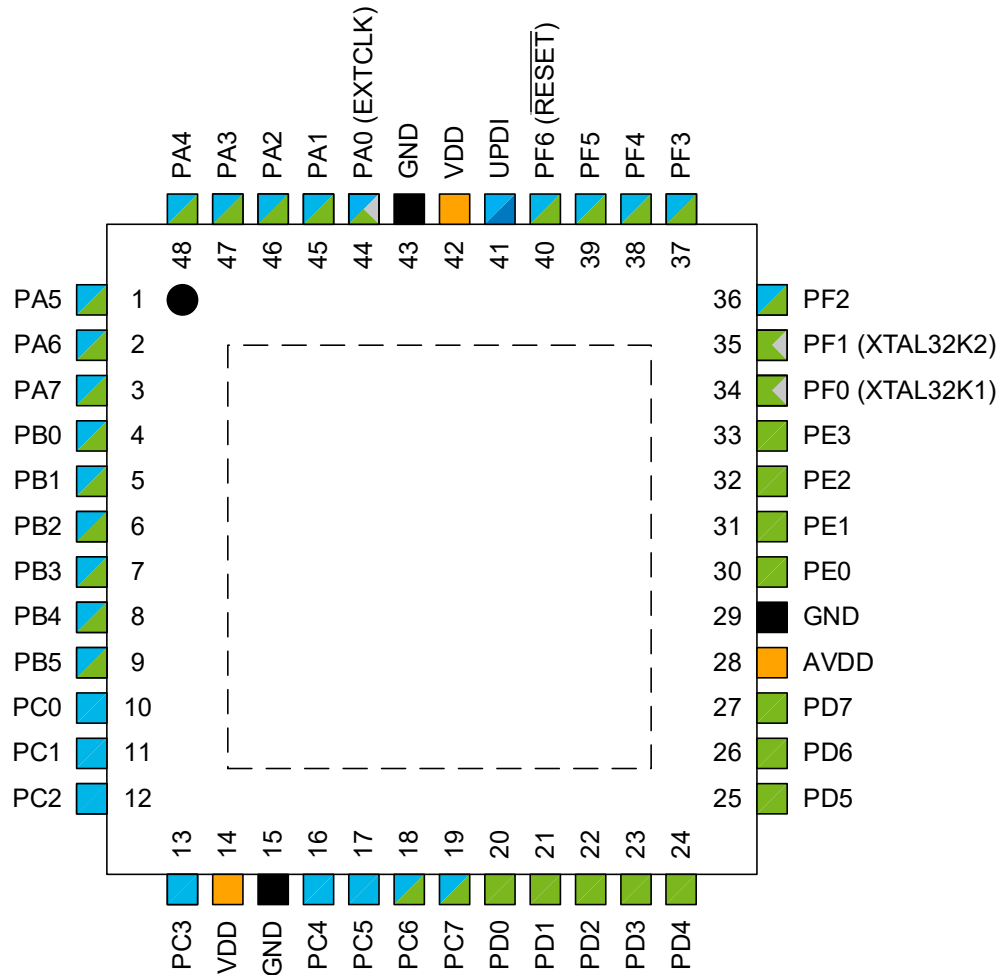 PA4 PA3 PA2 PA1 PA0 (EXTCLK) GND VDD UPDI PF6 (RESET) PF5 PF4 PF3
48 47 46 45 44 43 42 41 40 39 38 37
PA5 1 36 PF2
PA6 2 35 PF1 (XTAL32K2)
PA7 3 34 PF0 (XTAL32K1)
PB0 4 33 PE3
PB1 5 32 PE2
PB2 6 31 PE1
PB3 7 30 PE0
PB4 8 29 GND
PB5 9 28 AVDD
PC0 10 27 PD7
PC1 11 26 PD6
PC2 12 25 PD5
13 14 15 16 17 18 19 20 21 22 23 24
PC3 VDD GND PC4 PC5 PC6 PC7 PD0 PD1 PD2 PD3 PD4